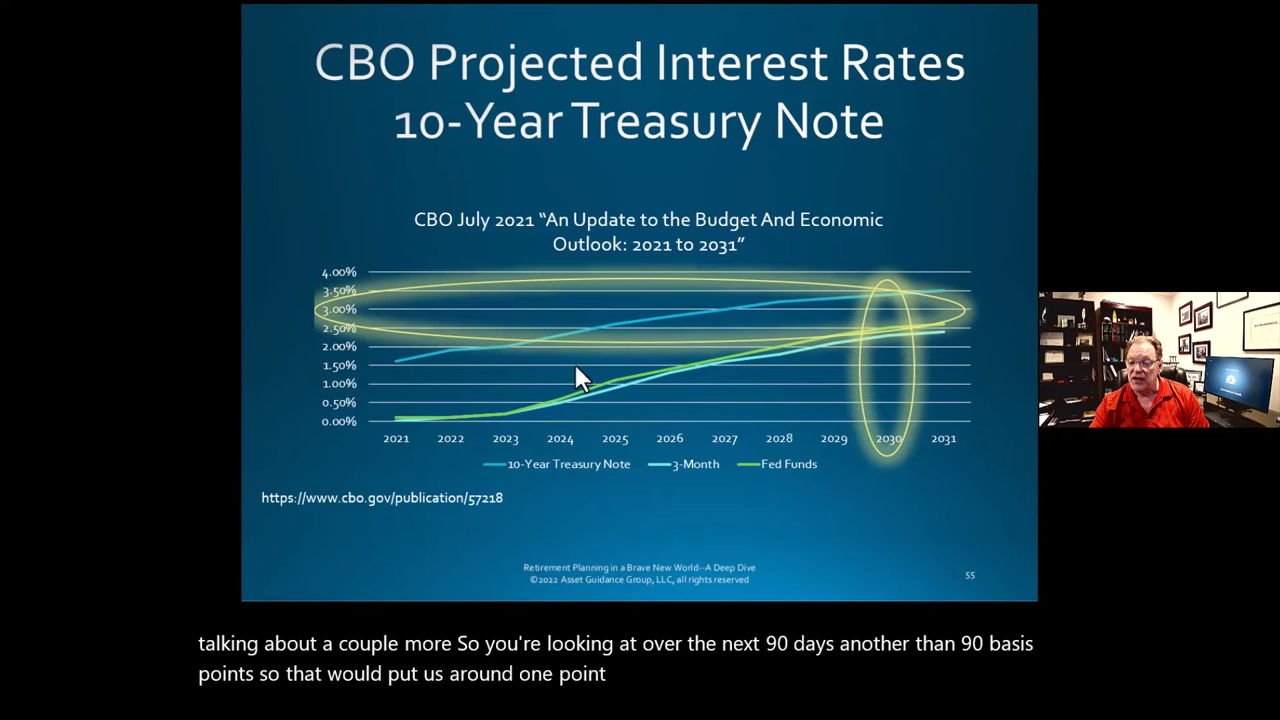 CBO Projected Interest Rates
10-Year Treasury Note
CBO July 2021 “An Update to the Budget And Economic
Outlook: 2021 to 2031”
4.00%
3.50%
3.00%
2.50%
2.00%
1.50%
1.00%
0.50%
0.00%
2021 2022 2023 2024 2025 2026 2027 2028 2029 2030 2031
10-Year Treasury Note 3-Month Fed Funds
https://www.cbo.gov/publication/57218
Retirement Planning in a Brave New World--A Deep Dive
©2022 Asset Guidance Group, LLC, all rights reserved
55
talking about a couple more So you're looking at over the next 90 days another than 90 basis
points so that would put us around one point